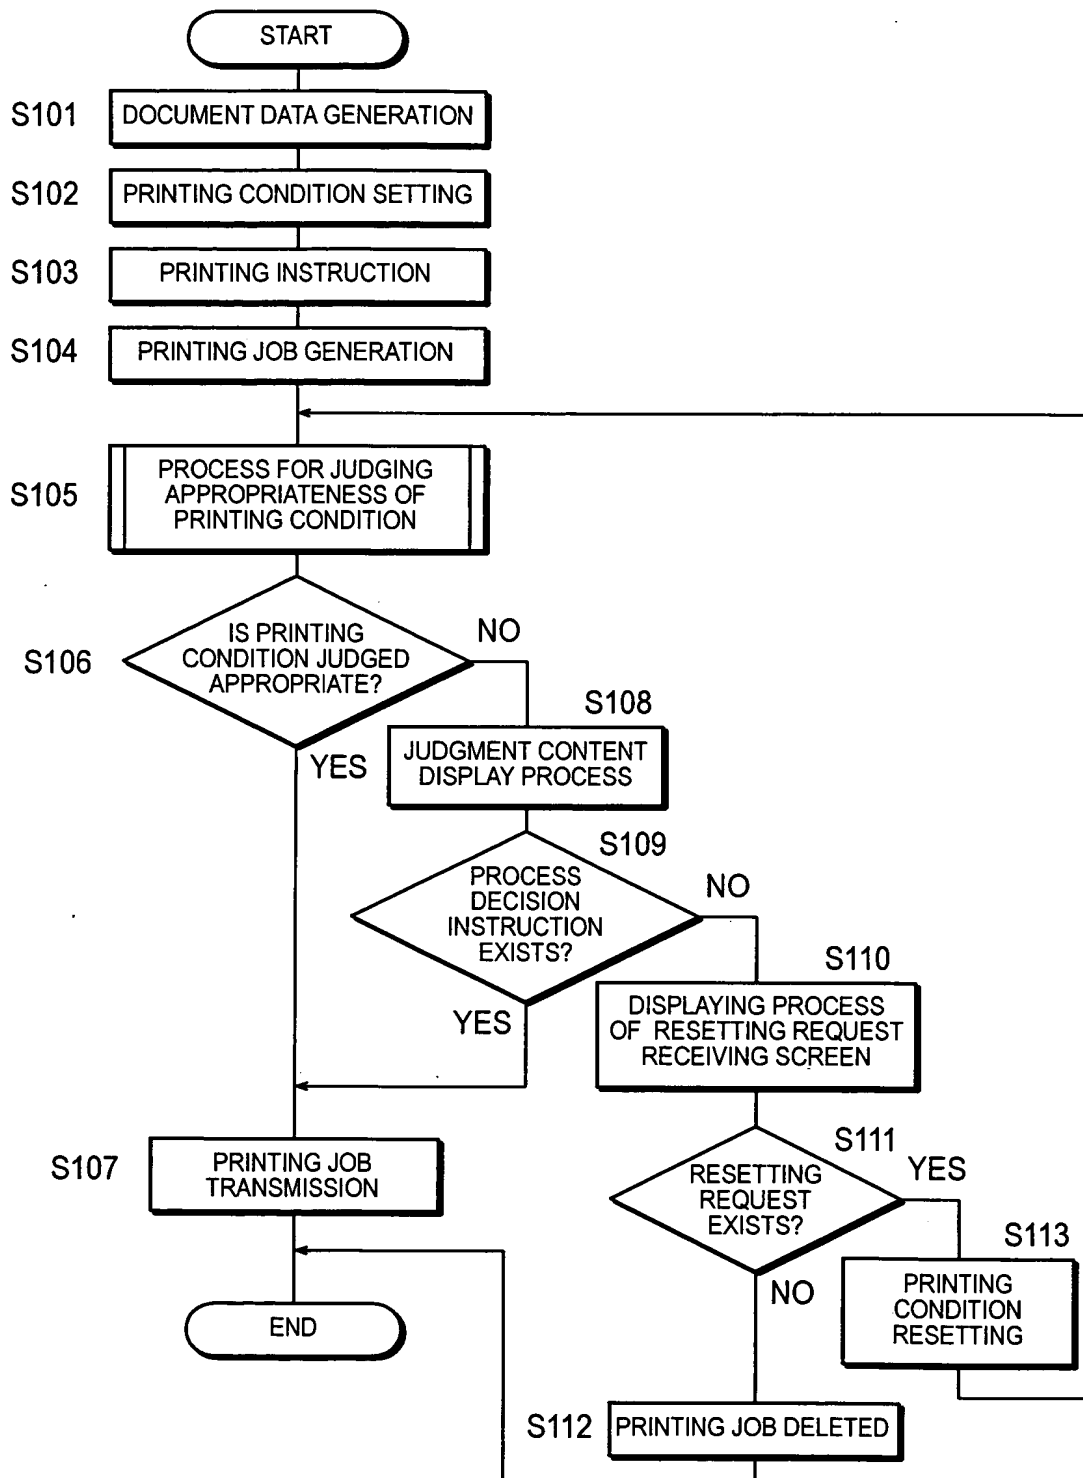 START
S101
DOCUMENT DATA GENERATION
S102
PRINTING CONDITION SETTING
S103
PRINTING INSTRUCTION
S104
PRINTING JOB GENERATION
S105
PROCESS FOR JUDGING
APPROPRIATENESS OF
PRINTING CONDITION
S106
IS PRINTING
CONDITION JUDGED
APPROPRIATE?
NO
YES
S108
JUDGMENT CONTENT
DISPLAY PROCESS
S109
PROCESS
DECISION
INSTRUCTION
EXISTS?
NO
YES
S110
DISPLAYING PROCESS
OF RESETTING REQUEST
RECEIVING SCREEN
S107
PRINTING JOB
TRANSMISSION
S111
RESETTING
REQUEST
EXISTS?
YES
NO
S113
PRINTING
CONDITION
RESETTING
END
S112
PRINTING JOB DELETED